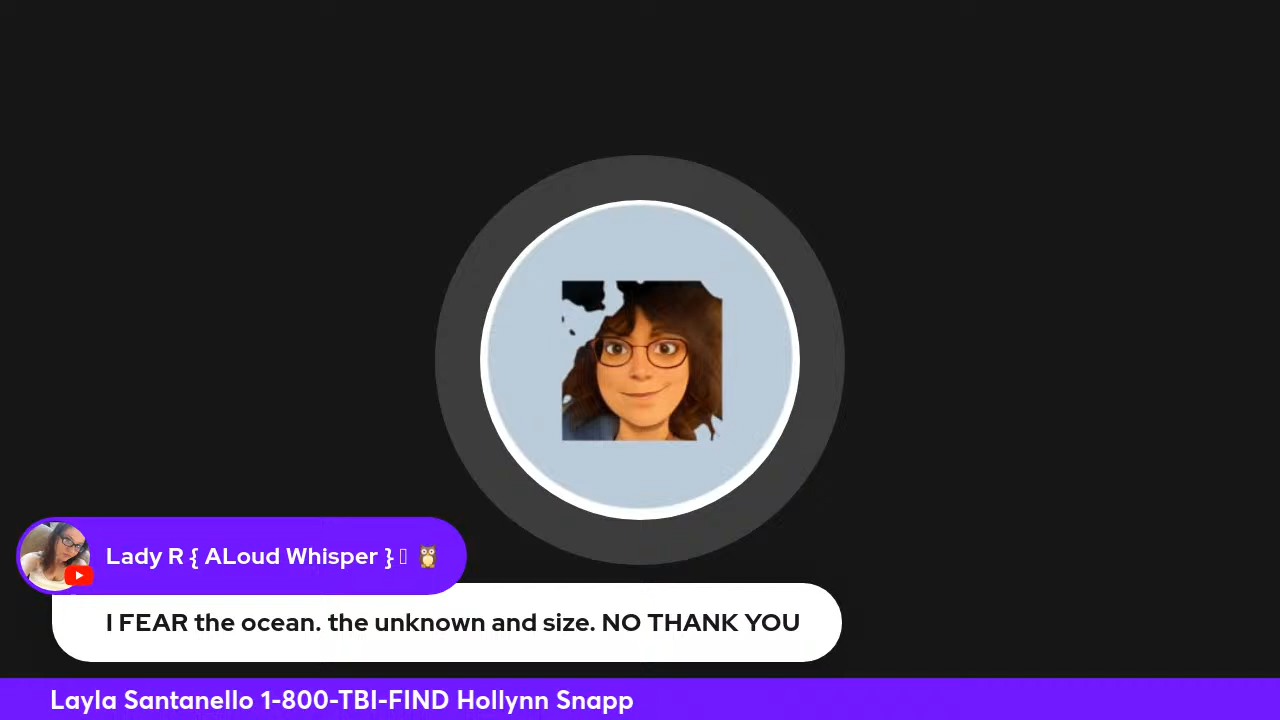 Lady R { ALoud Whisper } 🦉
I FEAR the ocean. the unknown and size. NO THANK YOU
Layla Santanello 1-800-TBI-FIND Hollynn Snapp